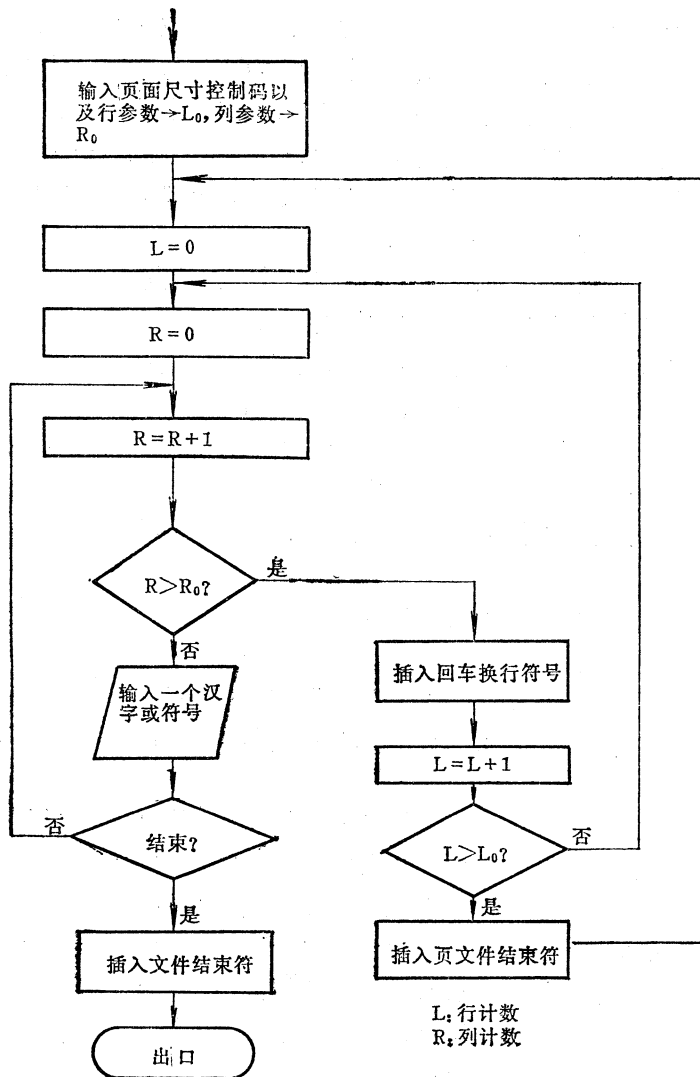 输入页面尺寸控制码以
及行参数→L₀,列参数→
R₀
L=0
R=0
R=R+1
R>R₀?
是
否
输入一个汉
字或符号
插入回车换行符号
L=L+1
否
结束?
L>L₀?
否
是
是
插入文件结束符
插入页文件结束符
出口
L:行计数
R:列计数